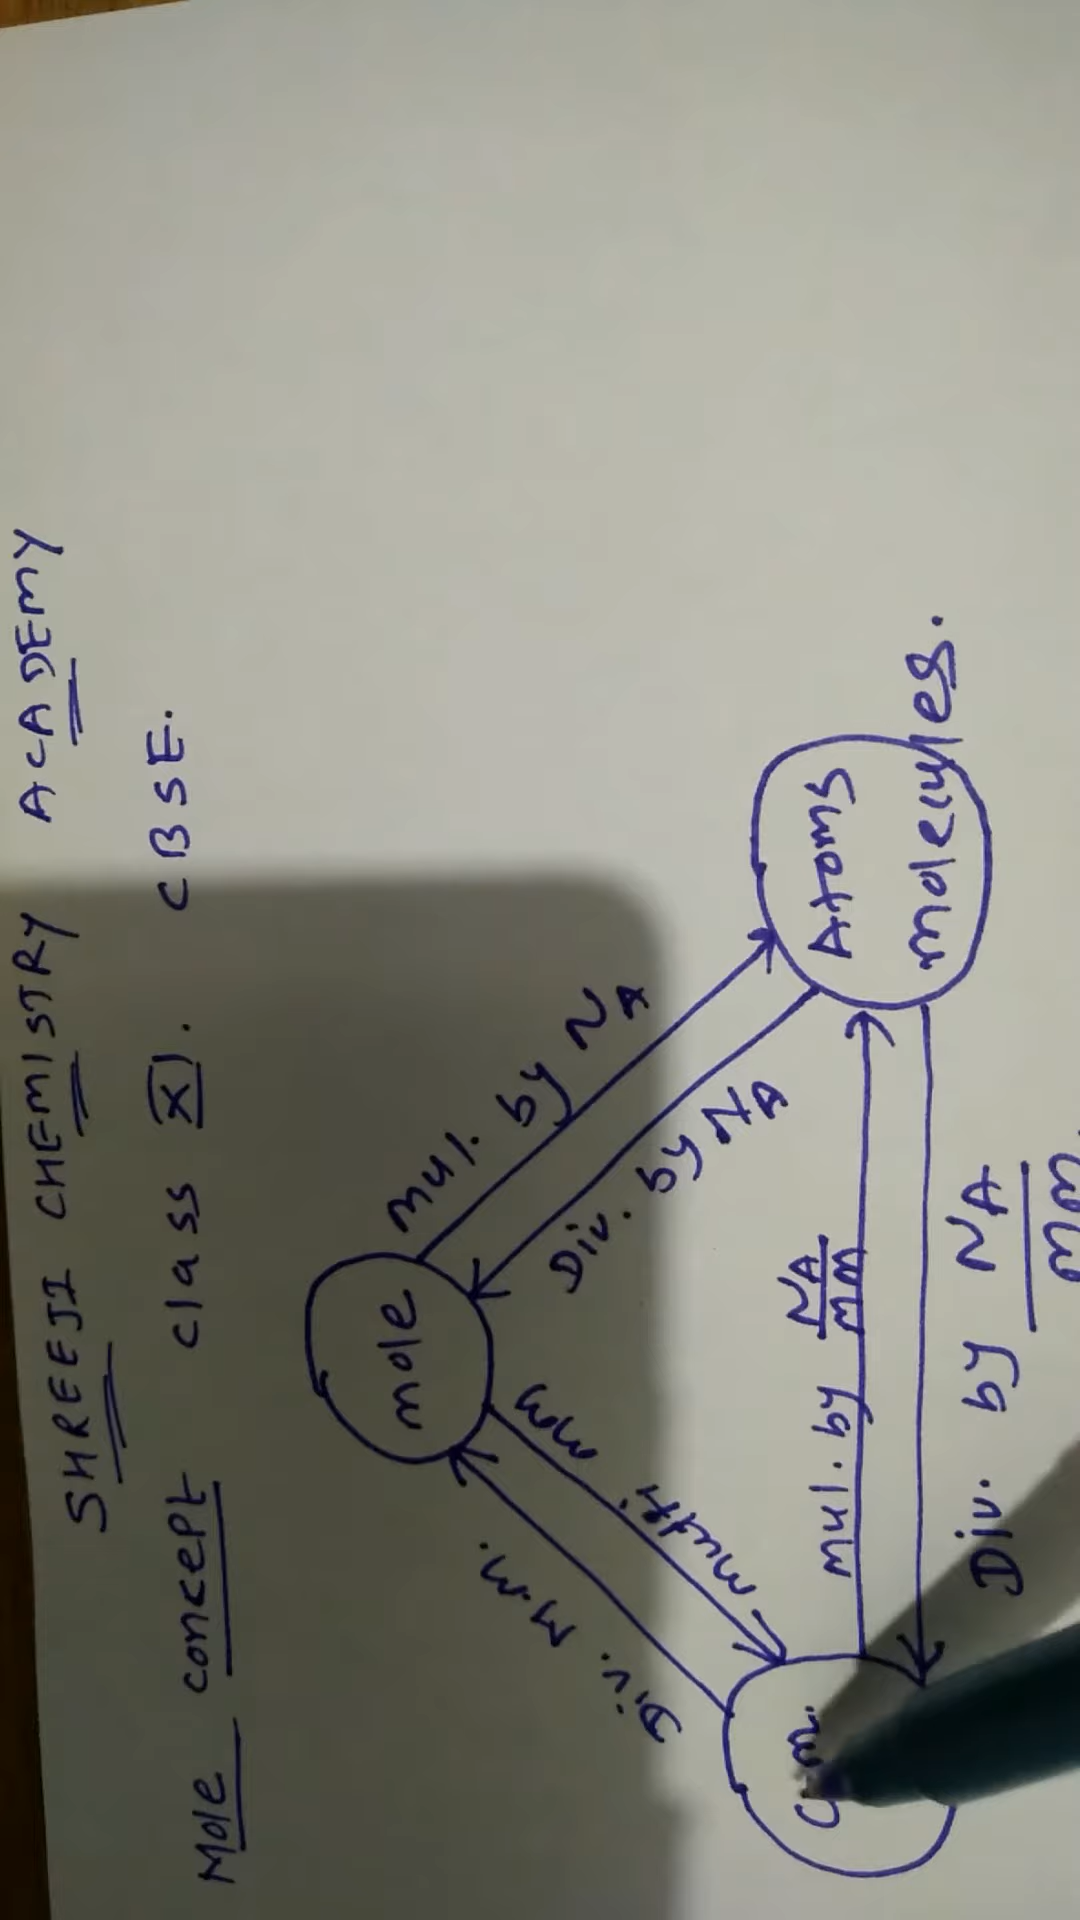 SHREEJI CHEMISTRY ACADEMY
Mole concept class XI. CBSE.
mole
mul. by NA
Div. by NA
Div. M.M.
multi mm
Atoms
molecules.
mul. by NA
mm
Div. by NA
mm